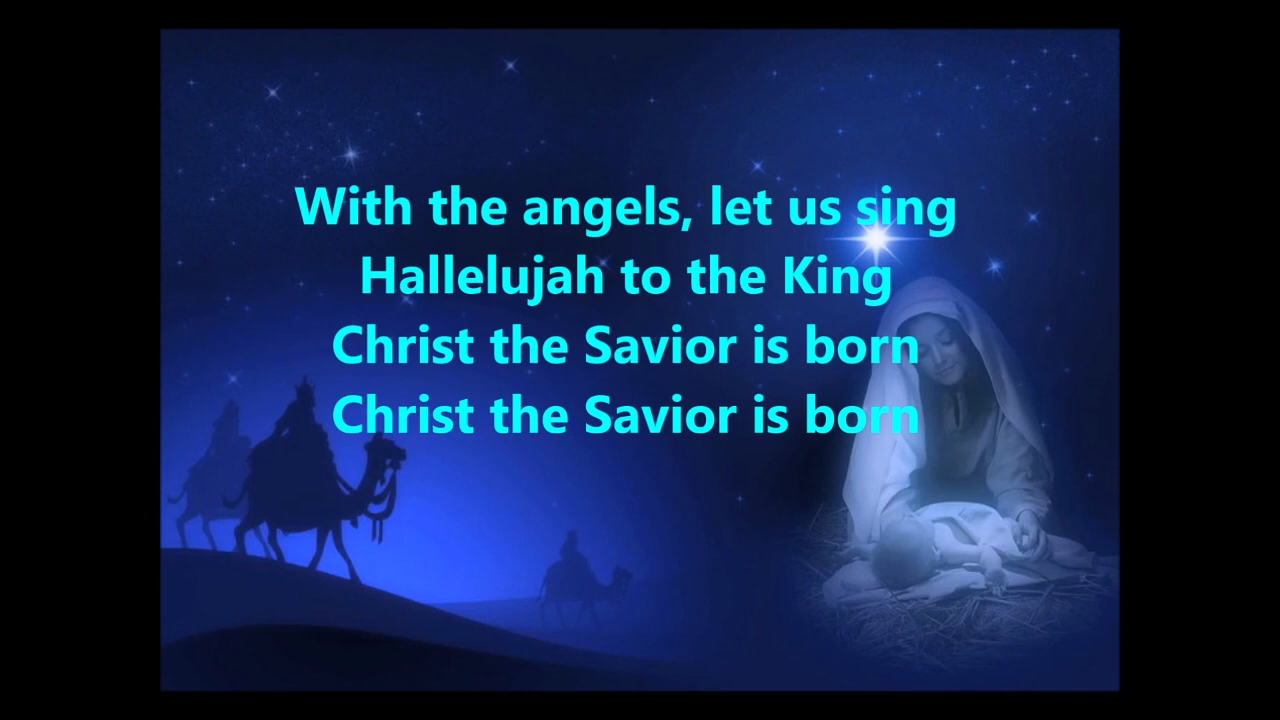 With the angels, let us sing
Hallelujah to the King
Christ the Savior is born
Christ the Savior is born